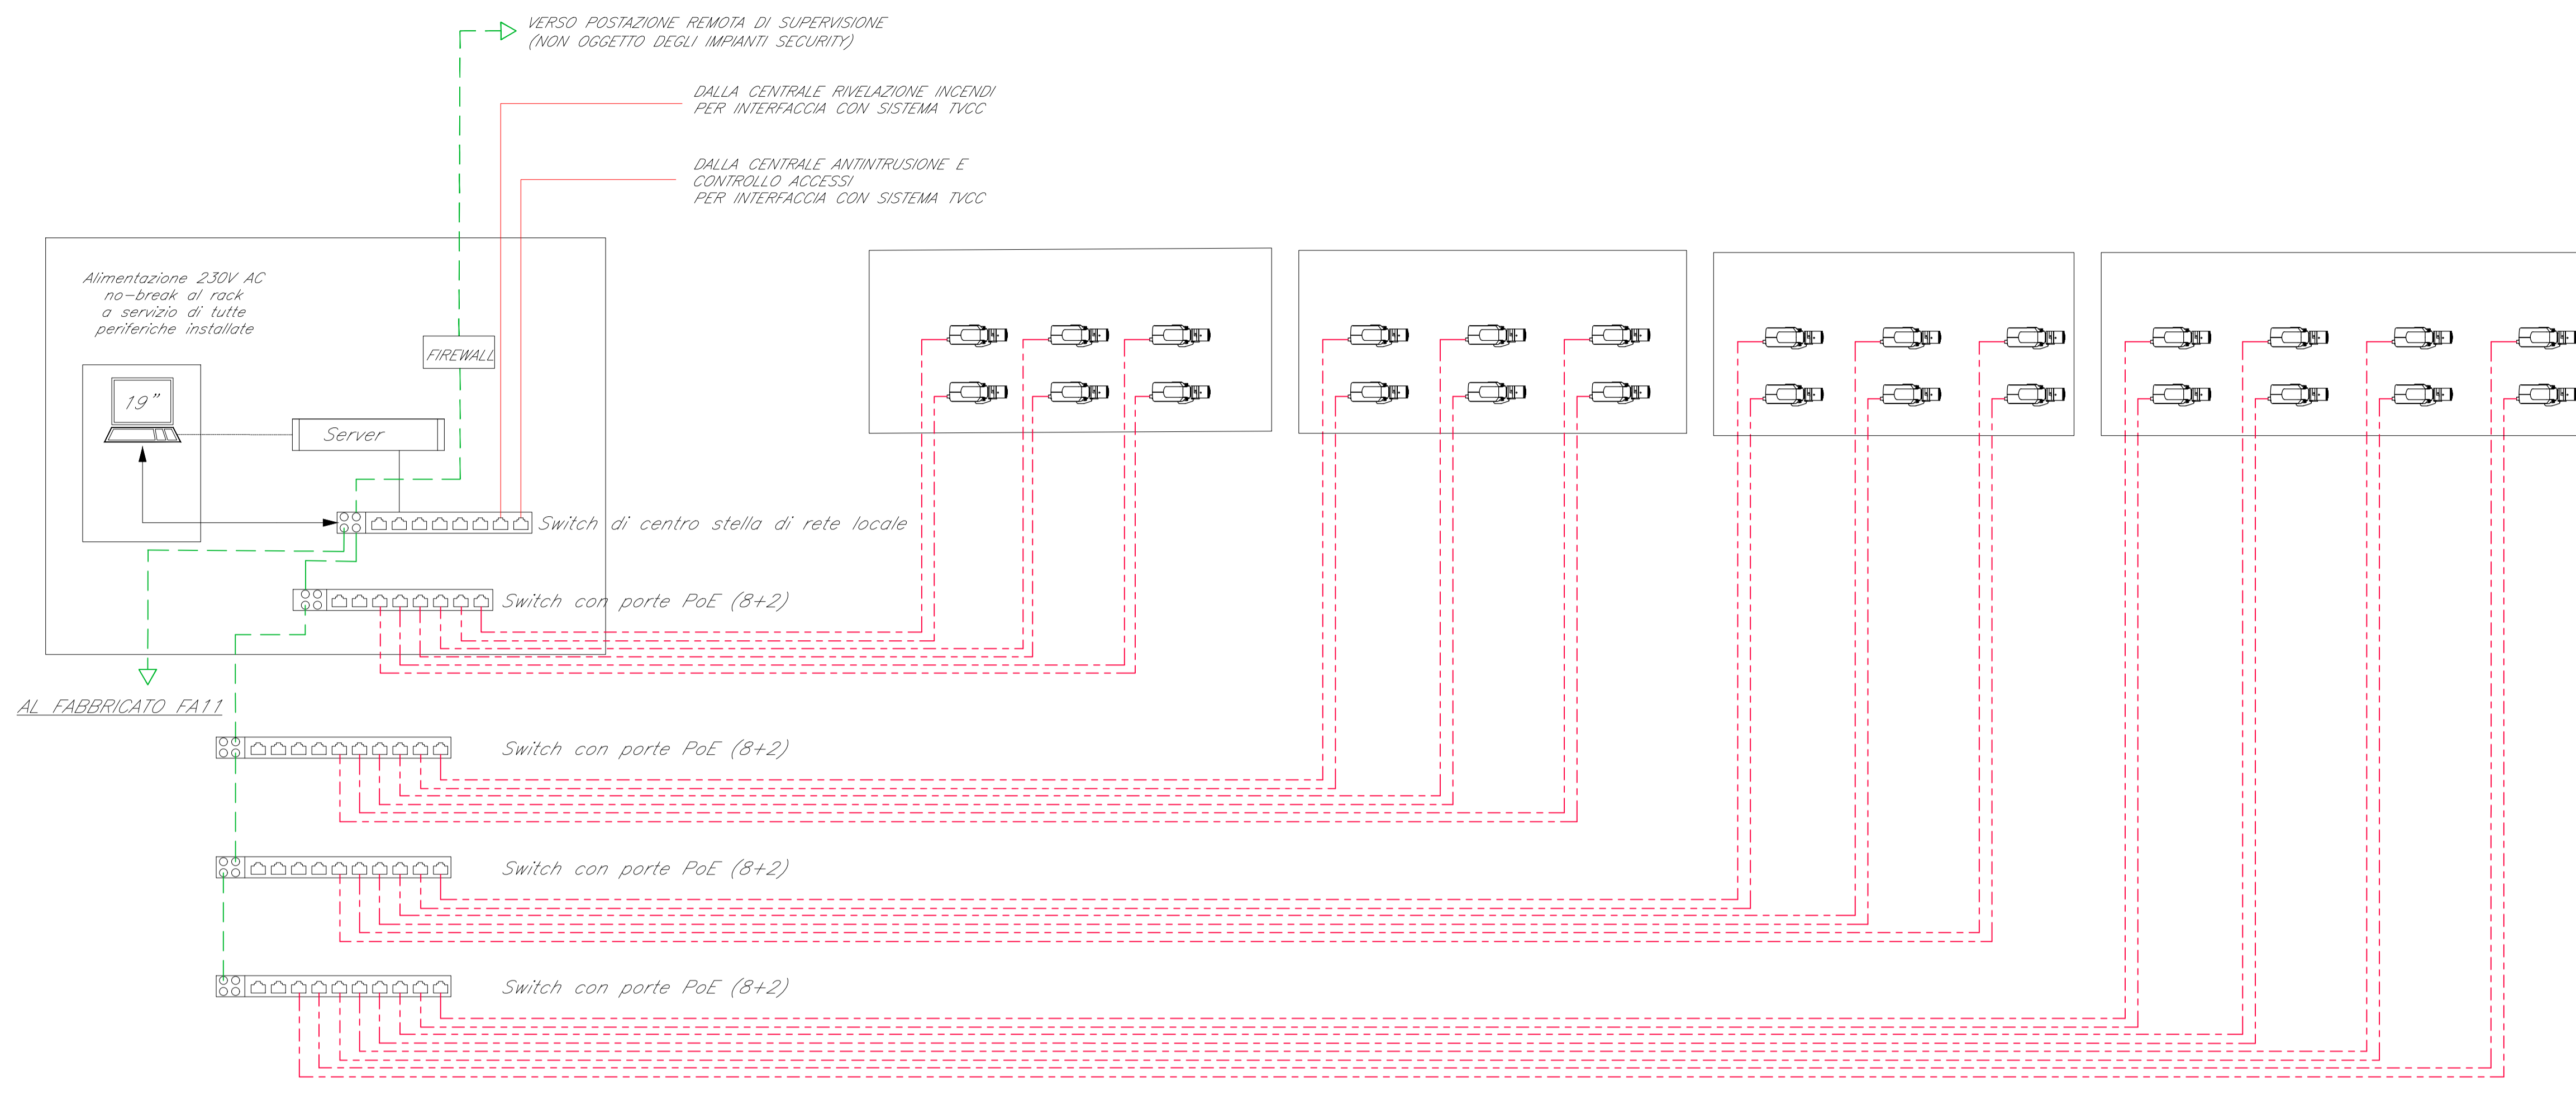 VERSO POSTAZIONE REMOTA DI SUPERVISIONE
(NON OGGETTO DEGLI IMPIANTI SECURITY)
DALLA CENTRALE RIVELAZIONE INCENDI
PER INTERFACCIA CON SISTEMA TVCC
DALLA CENTRALE ANTINTRUSIONE E
CONTROLLO ACCESSI
PER INTERFACCIA CON SISTEMA TVCC
Alimentazione 230V AC
no-break al rack
a servizio di tutte
periferiche installate
FIREWALL
19"
Server
Switch di centro stella di rete locale
Switch con porte PoE (8+2)
AL FABBRICATO FA11
Switch con porte PoE (8+2)
Switch con porte PoE (8+2)
Switch con porte PoE (8+2)